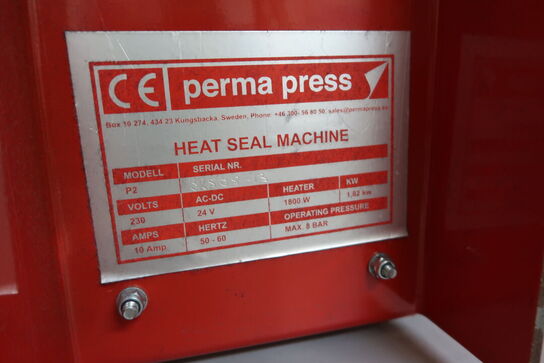 CE perma press
Box 10 274, 434 23 Kungsbacka, Sweden, Phone: +46 300-56 80 50, sales@permapress.se
HEAT SEAL MACHINE
MODELL SERIAL NR.
P2
VOLTS AC-DC HEATER KW
230 24 V 1800 W 1,82 kw
AMPS HERTZ OPERATING PRESSURE
10 Amp. 50 - 60 MAX. 8 BAR